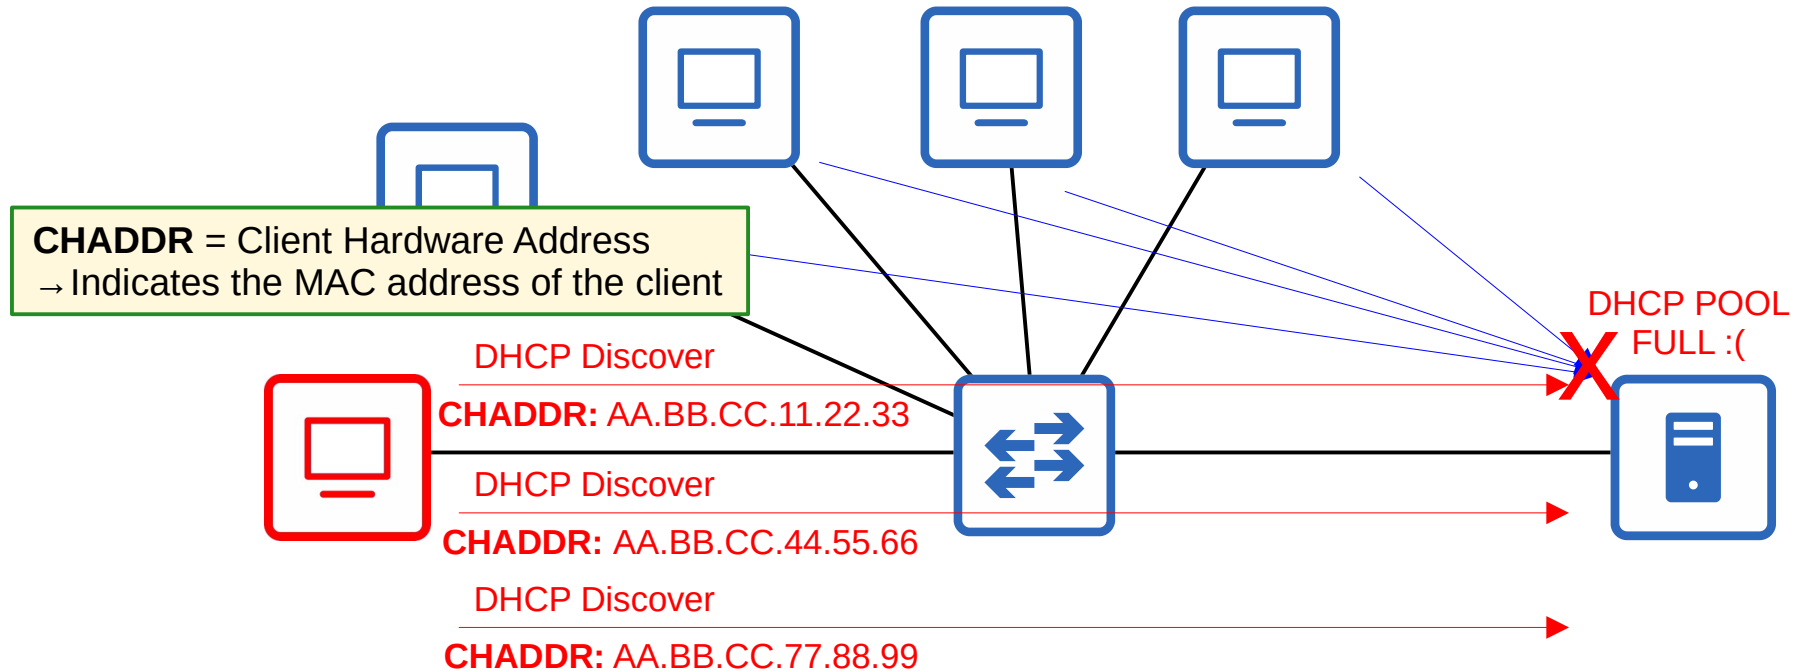 CHADDR = Client Hardware Address
→Indicates the MAC address of the client
DHCP POOL
FULL :(
X
DHCP Discover
CHADDR: AA.BB.CC.11.22.33
DHCP Discover
CHADDR: AA.BB.CC.44.55.66
DHCP Discover
CHADDR: AA.BB.CC.77.88.99